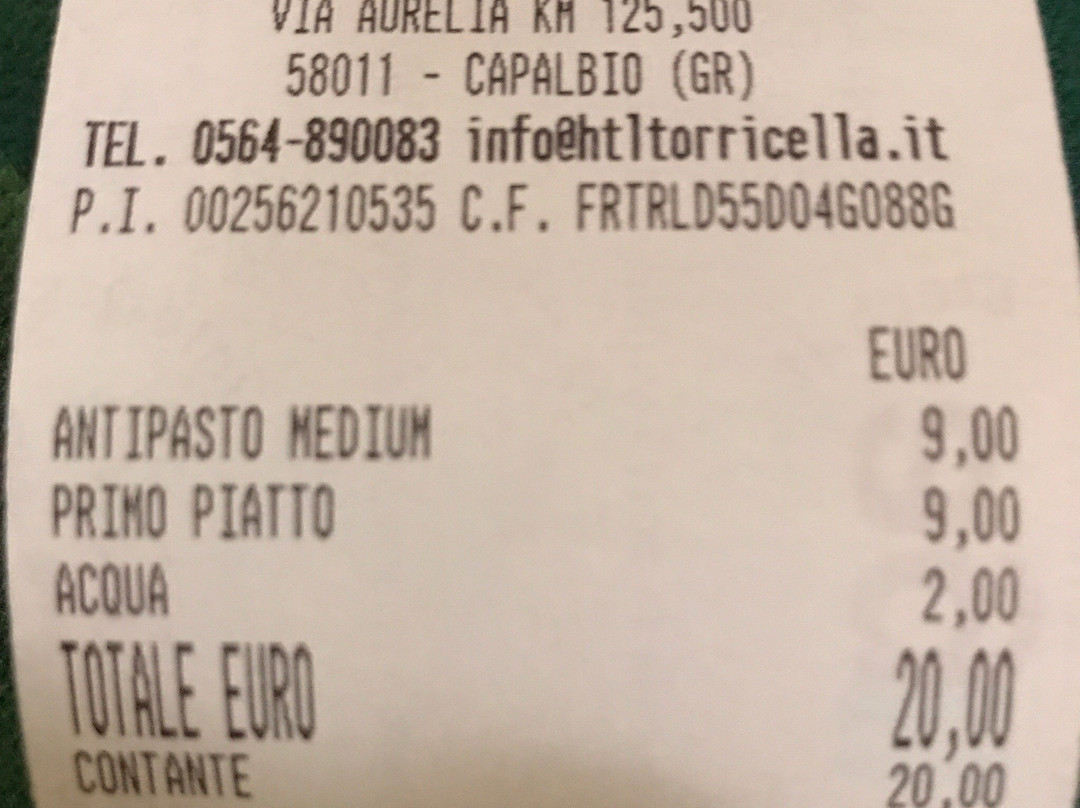 VIA AURELIA KM 125,500
58011 - CAPALBIO (GR)
TEL. 0564-890083 info@htltorricella.it
P.I. 00256210535 C.F. FRTRLD55D04G088G
EURO
ANTIPASTO MEDIUM 9,00
PRIMO PIATTO 9,00
ACQUA 2,00
TOTALE EURO 20,00
CONTANTE 20,00